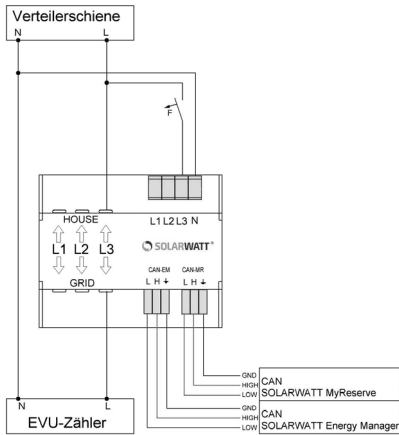 Verteilerschiene
N L
F
HOUSE
L1 L2 L3 N
L1 L2 L3
SOLARWATT®
CAN-EM CAN-MR
L H L H
GRID
GND
HIGH
LOW
CAN
SOLARWATT MyReserve
GND
HIGH
LOW
CAN
SOLARWATT Energy Manager
N L
EVU-Zähler